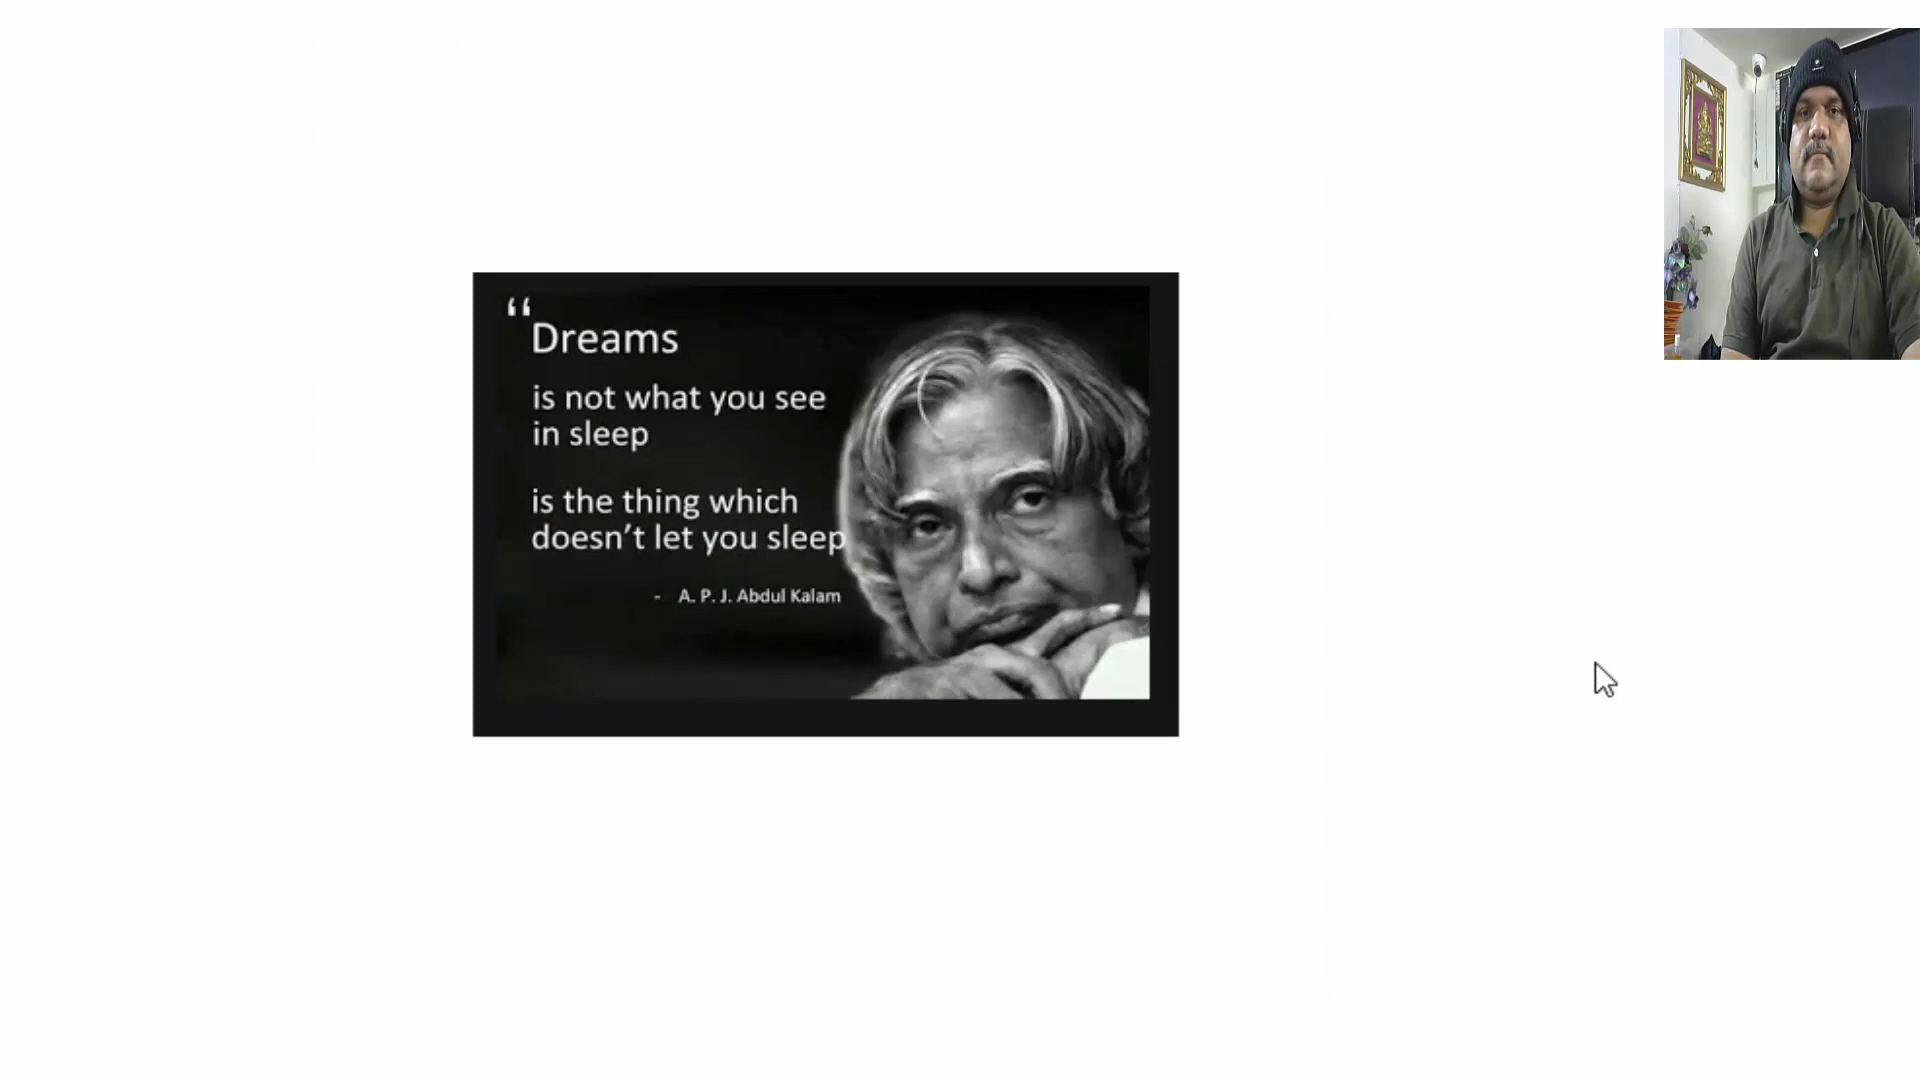 “
Dreams
is not what you see
in sleep
is the thing which
doesn’t let you sleep
- A. P. J. Abdul Kalam